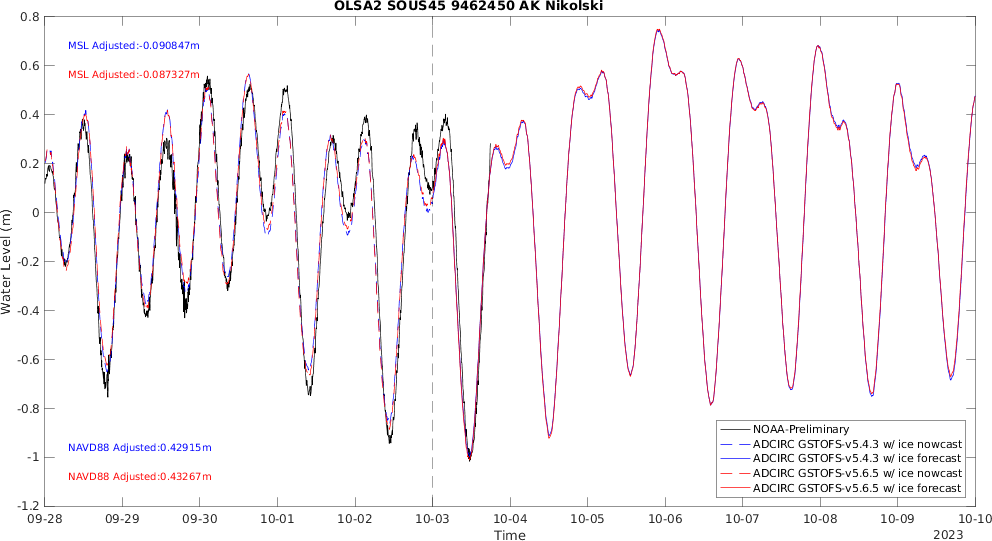 OLSA2 SOUS45 9462450 AK Nikolski
MSL Adjusted:-0.090847m
MSL Adjusted:-0.087327m
NAVD88 Adjusted:0.42915m
NAVD88 Adjusted:0.43267m
Water Level (m)
0.8
0.6
0.4
0.2
0
-0.2
-0.4
-0.6
-0.8
-1
-1.2
NOAA-Preliminary
ADCIRC GSTOFS-v5.4.3 w/ ice nowcast
ADCIRC GSTOFS-v5.4.3 w/ ice forecast
ADCIRC GSTOFS-v5.6.5 w/ ice nowcast
ADCIRC GSTOFS-v5.6.5 w/ ice forecast
09-28 09-29 09-30 10-01 10-02 10-03 10-04 10-05 10-06 10-07 10-08 10-09 10-10
Time
2023